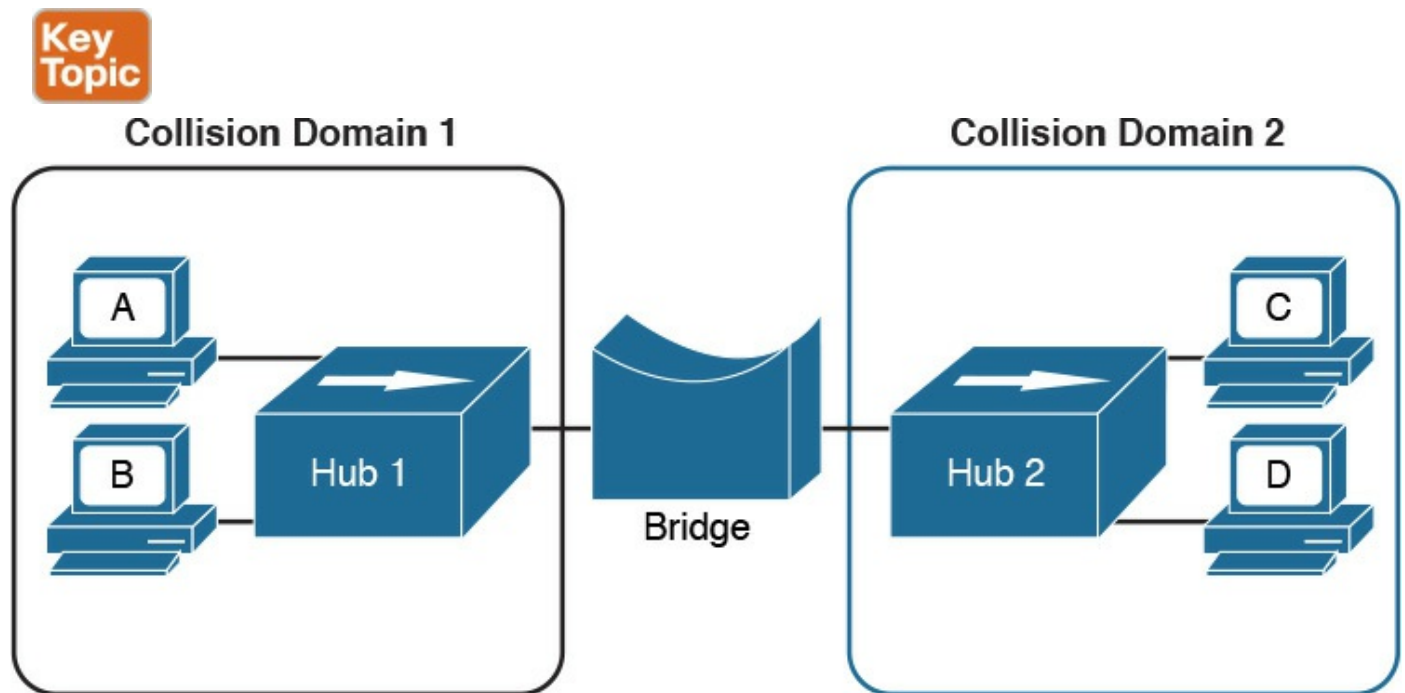 Key
Topic
Collision Domain 1
Collision Domain 2
A
C
B
Hub 1
Hub 2
D
Bridge